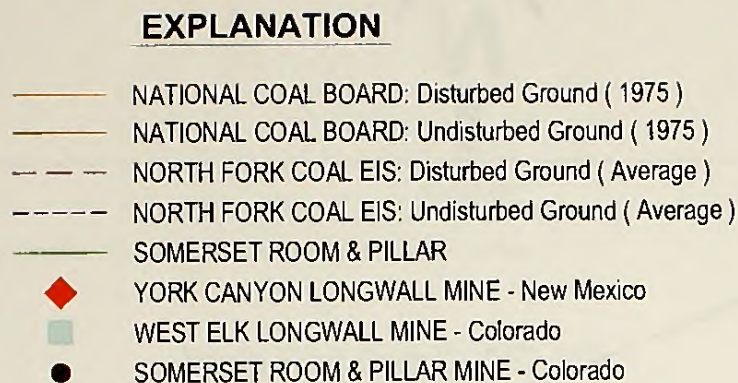 EXPLANATION
NATIONAL COAL BOARD: Disturbed Ground ( 1975 )
NATIONAL COAL BOARD: Undisturbed Ground ( 1975 )
NORTH FORK COAL EIS: Disturbed Ground ( Average )
NORTH FORK COAL EIS: Undisturbed Ground ( Average )
SOMERSET ROOM & PILLAR
YORK CANYON LONGWALL MINE - New Mexico
WEST ELK LONGWALL MINE - Colorado
SOMERSET ROOM & PILLAR MINE - Colorado